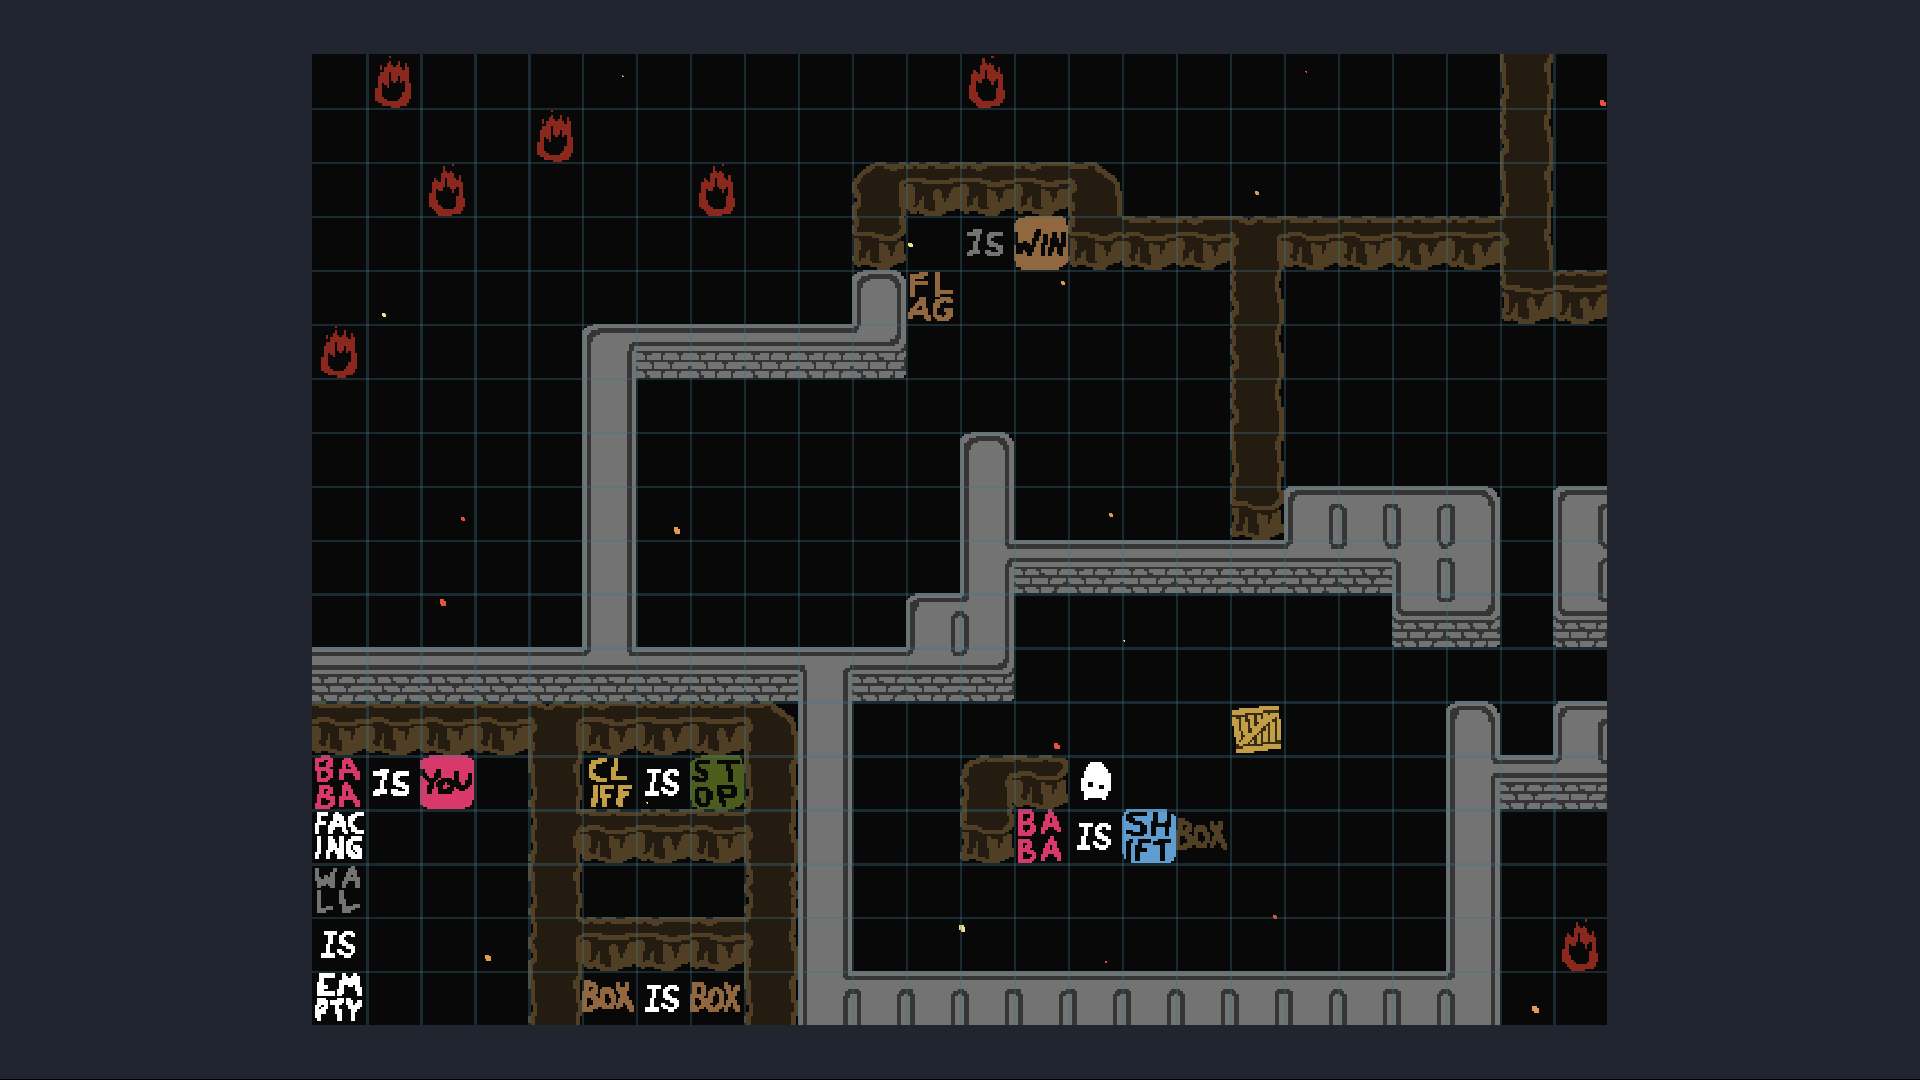 IS WIN
FLAG
BABA IS YOU
CLIFF IS STOP
FACING
BABA IS SHIFT BOX
WALL
IS
EMPTY
BOX IS BOX